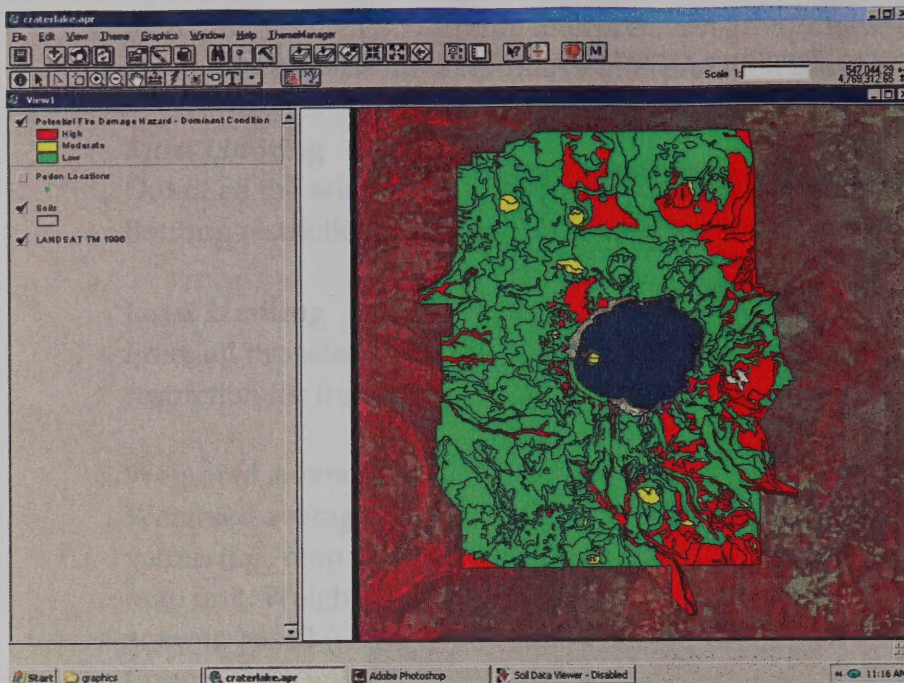 craterlake.apr
File Edit View Theme Graphics Window Help ThemeManager
M
T
Scale 1:
547,044.29
4,769,312.65
View1
Potential Fire Damage Hazard - Dominant Condition
High
Moderate
Low
Pedon Locations
Soils
LANDSAT TM 1996
Start graphics craterlake.apr Adobe Photoshop Soil Data Viewer - Disabled 11:16 AM